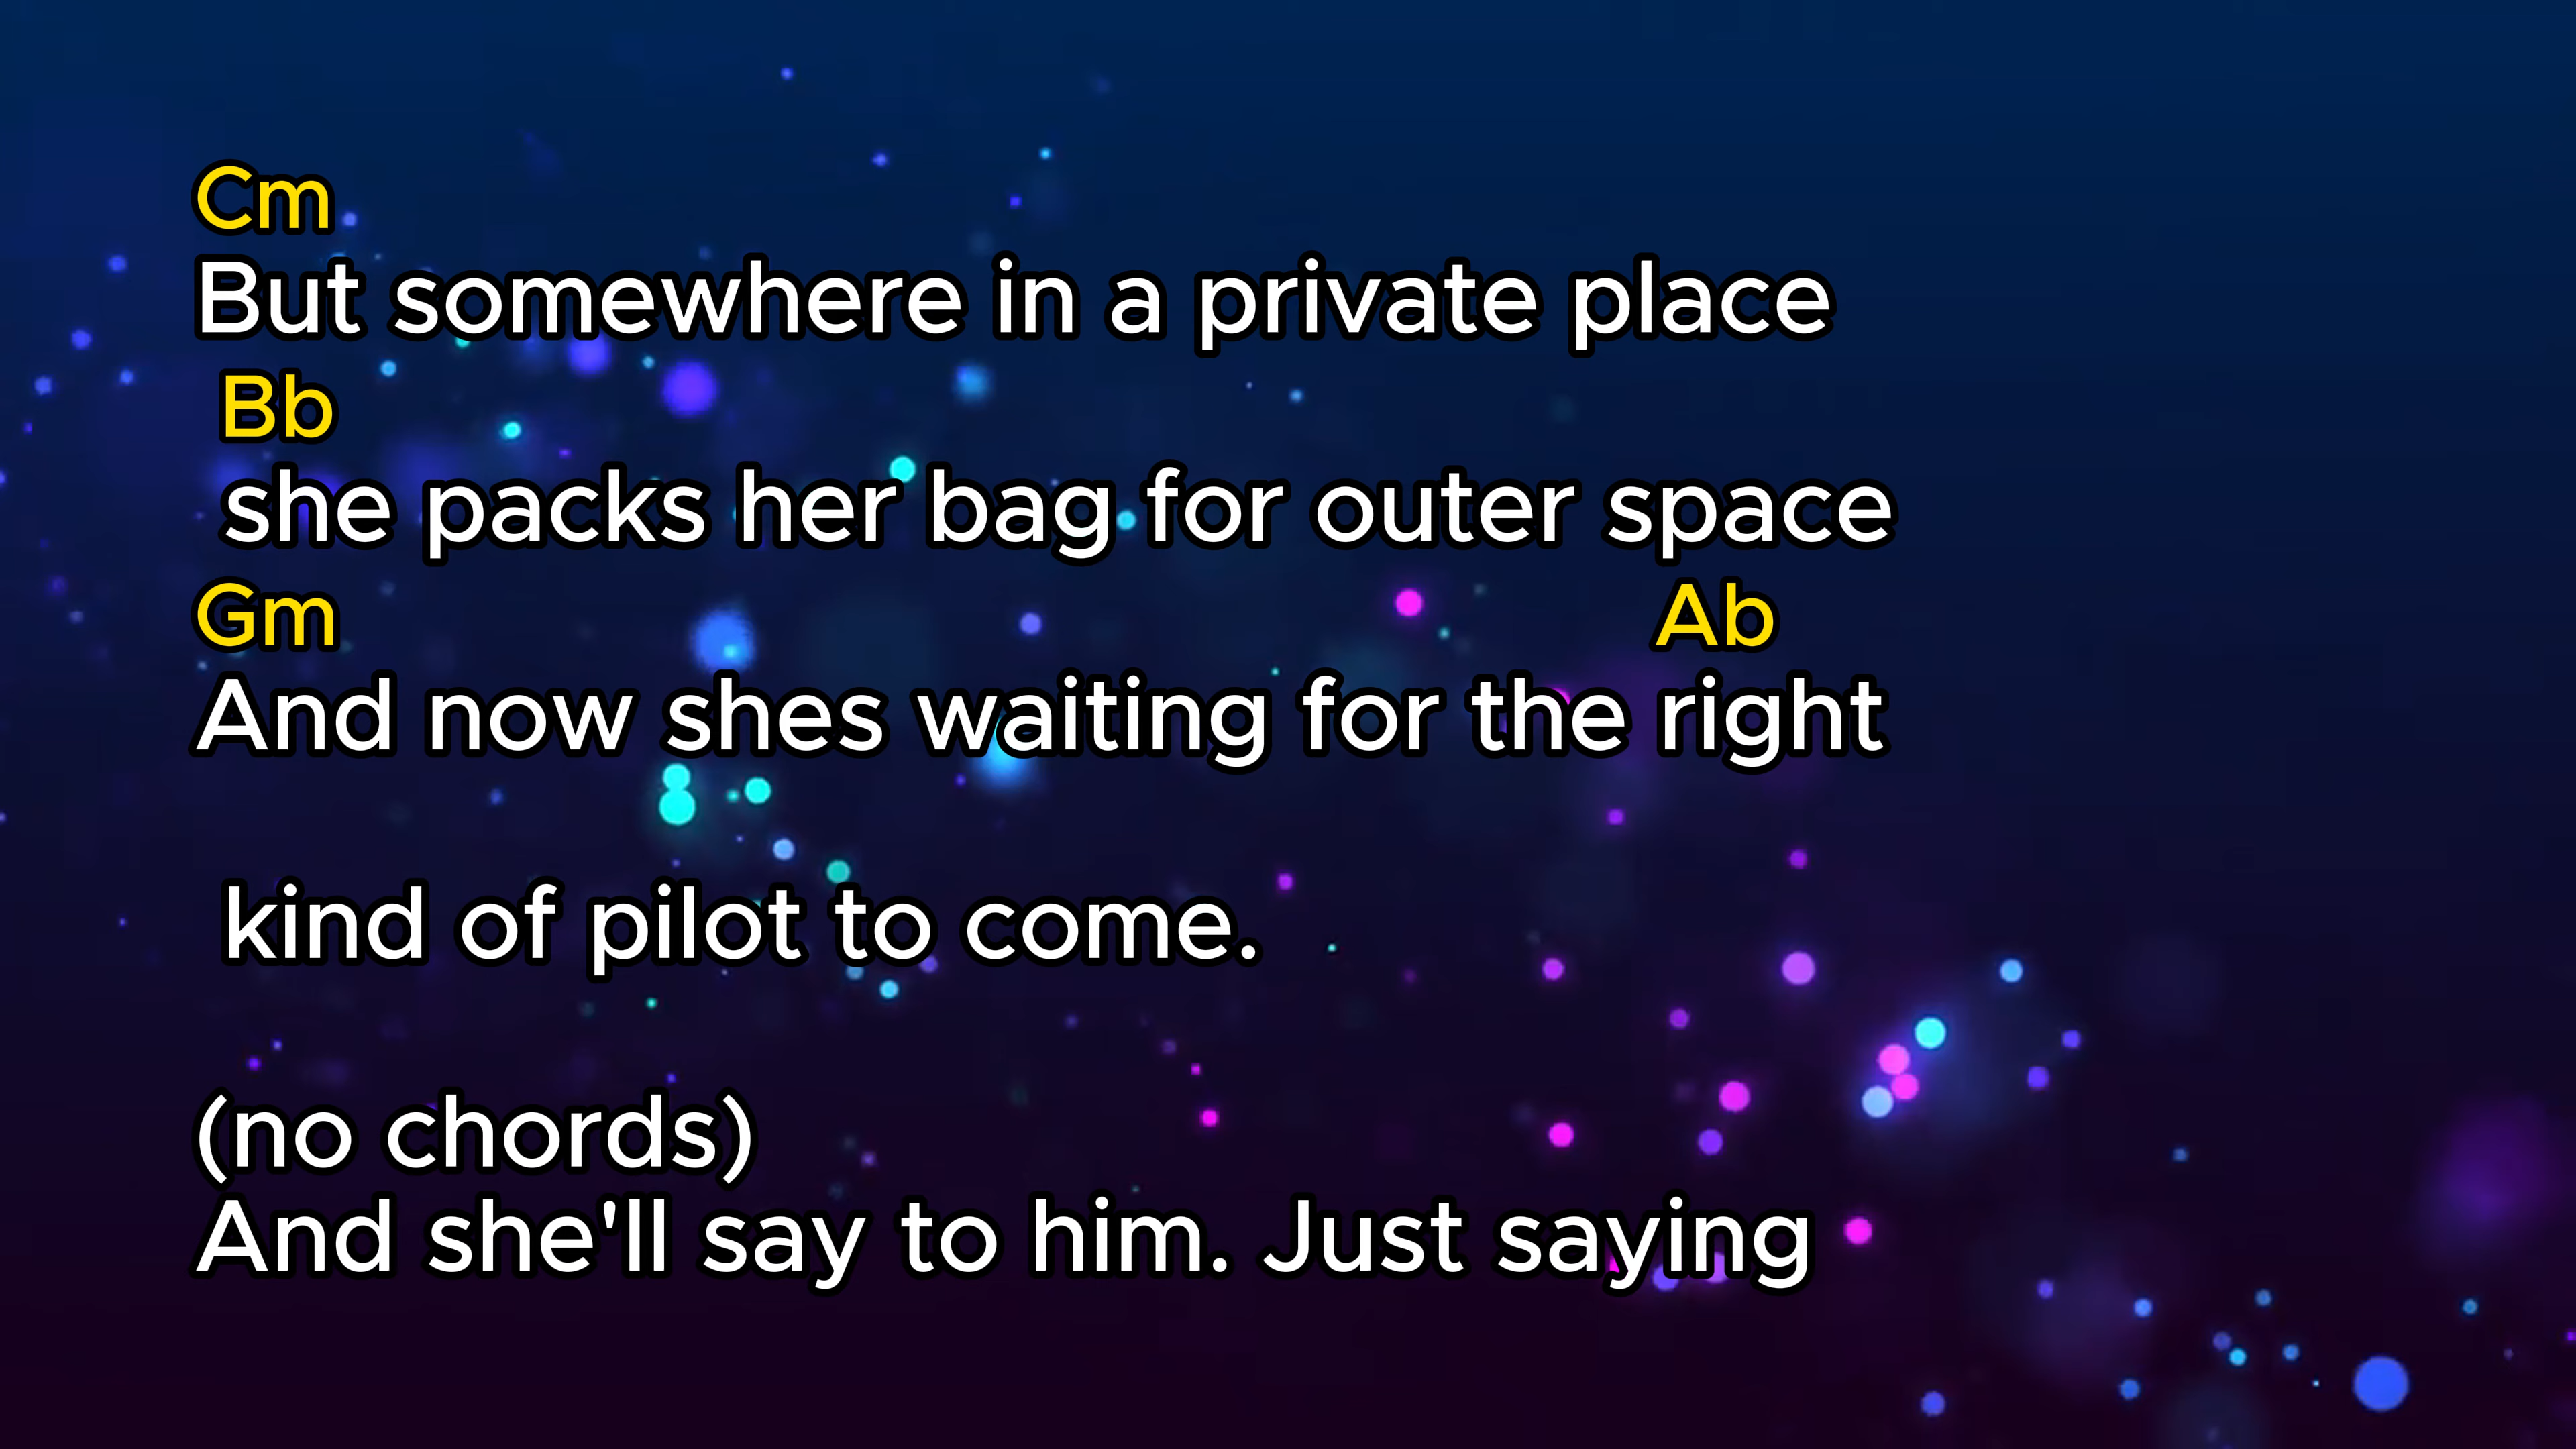 Cm
But somewhere in a private place
Bb
she packs her bag for outer space
Gm Ab
And now shes waiting for the right
kind of pilot to come.
(no chords)
And she'll say to him. Just saying